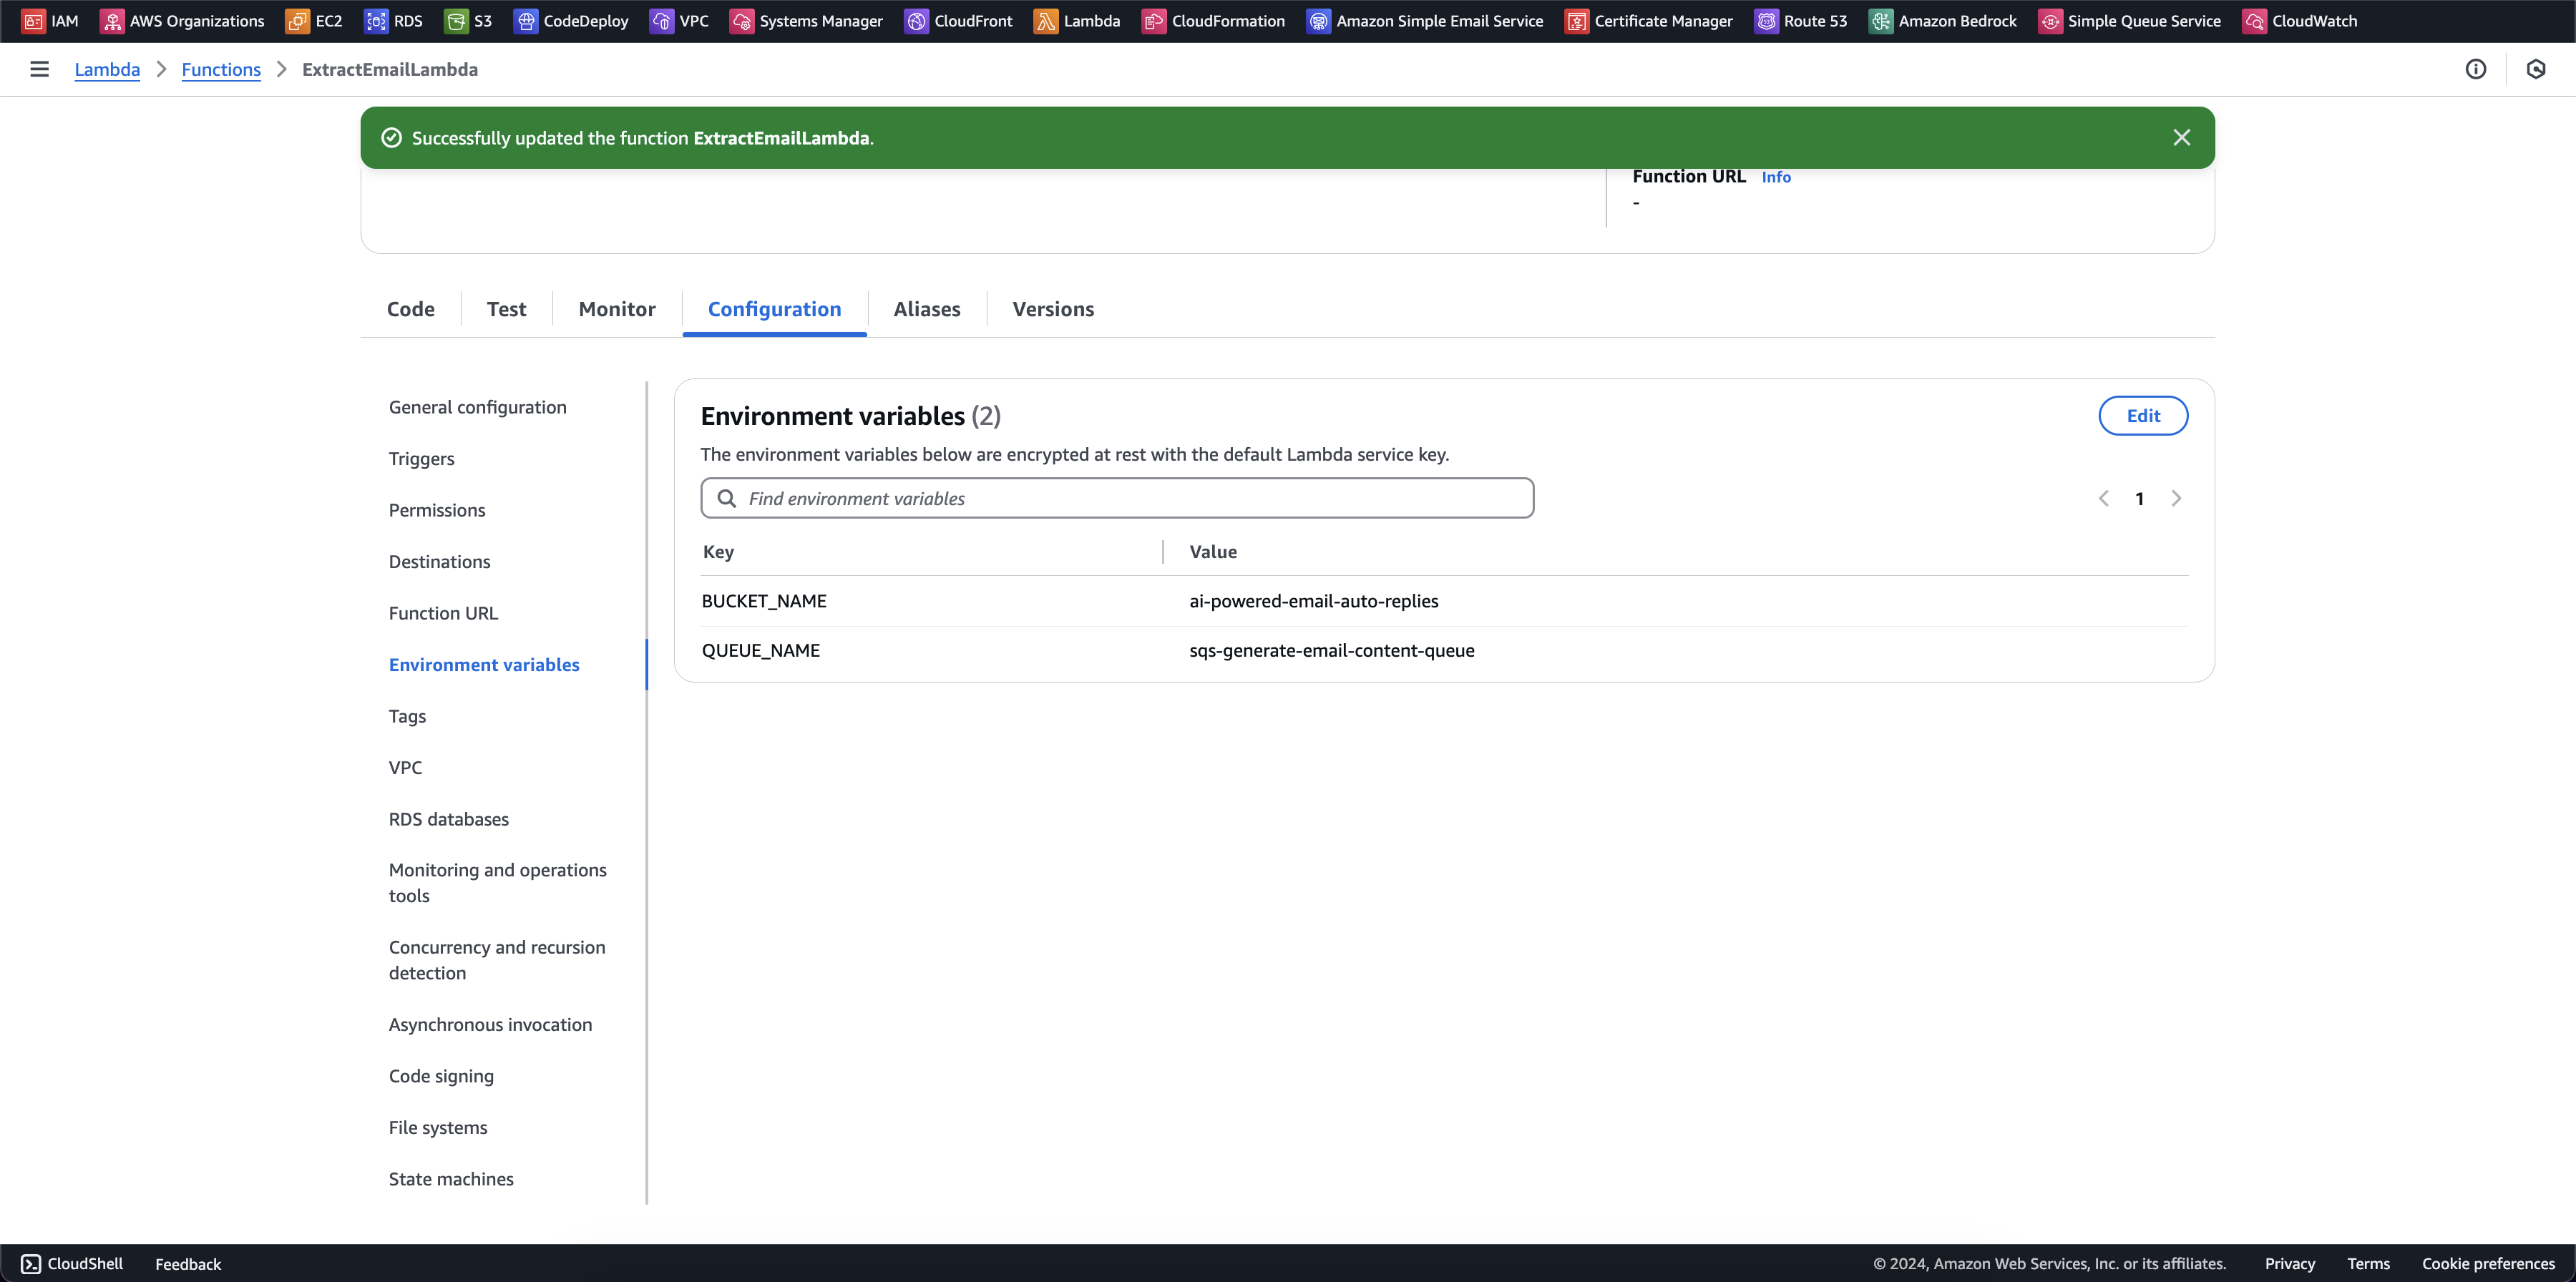 IAM AWS Organizations EC2 RDS S3 CodeDeploy VPC Systems Manager CloudFront Lambda CloudFormation Amazon Simple Email Service Certificate Manager Route 53 Amazon Bedrock Simple Queue Service CloudWatch
Lambda > Functions > ExtractEmailLambda
Successfully updated the function ExtractEmailLambda.
Function URL Info
-
Code Test Monitor Configuration Aliases Versions
General configuration
Triggers
Permissions
Destinations
Function URL
Environment variables
Tags
VPC
RDS databases
Monitoring and operations
tools
Concurrency and recursion
detection
Asynchronous invocation
Code signing
File systems
State machines
Environment variables (2)
Edit
The environment variables below are encrypted at rest with the default Lambda service key.
Find environment variables
1
Key Value
BUCKET_NAME ai-powered-email-auto-replies
QUEUE_NAME sqs-generate-email-content-queue
CloudShell Feedback © 2024, Amazon Web Services, Inc. or its affiliates. Privacy Terms Cookie preferences